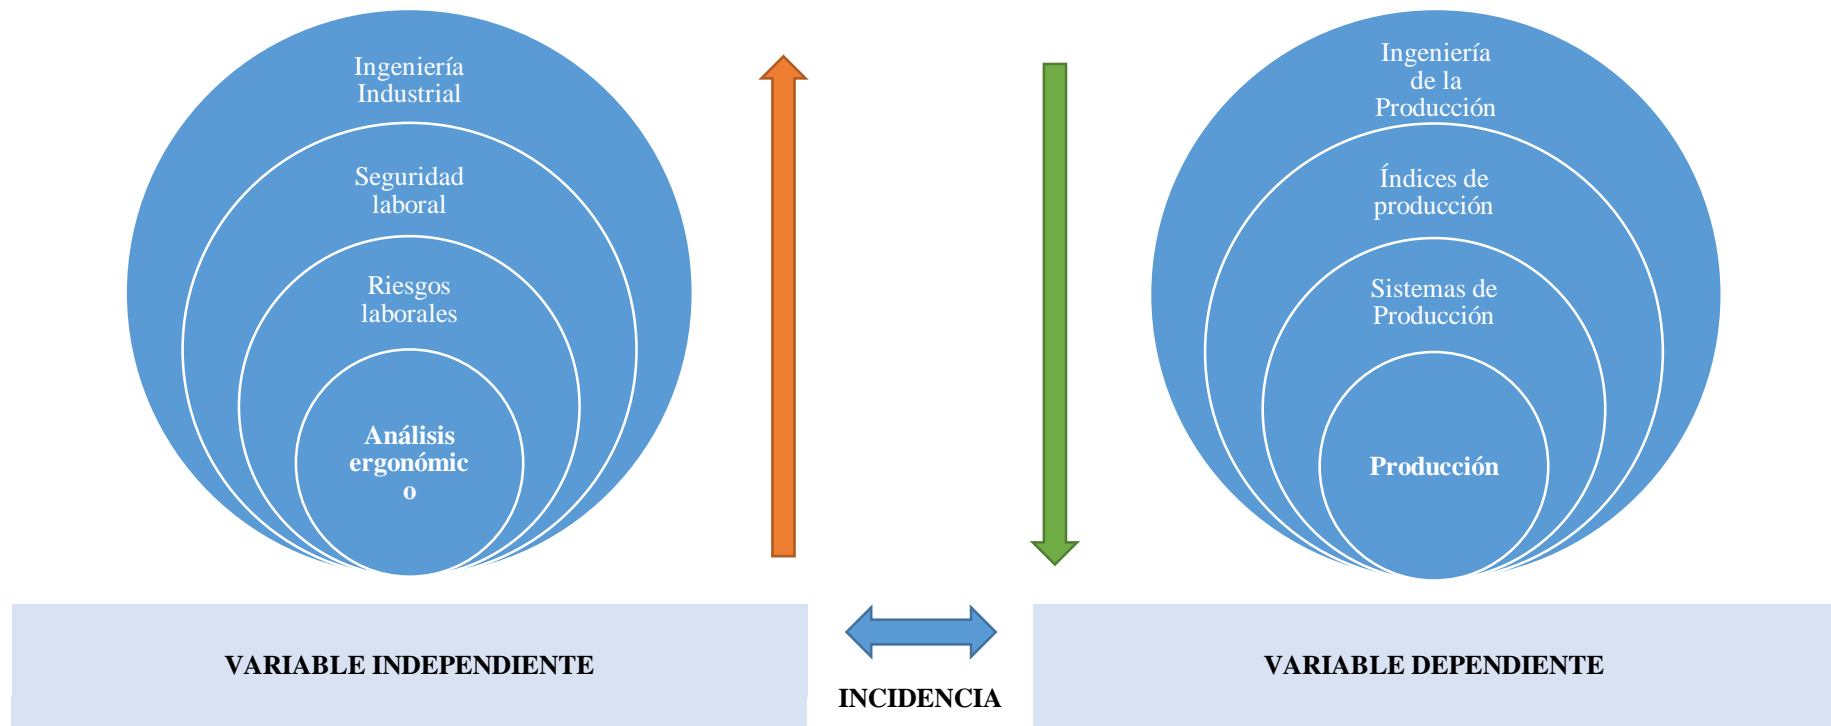 Ingeniería
Industrial
Seguridad
laboral
Riesgos
laborales
Análisis
ergonómic
o
Ingeniería
de la
Producción
Índices de
producción
Sistemas de
Producción
Producción
VARIABLE INDEPENDIENTE
INCIDENCIA
VARIABLE DEPENDIENTE